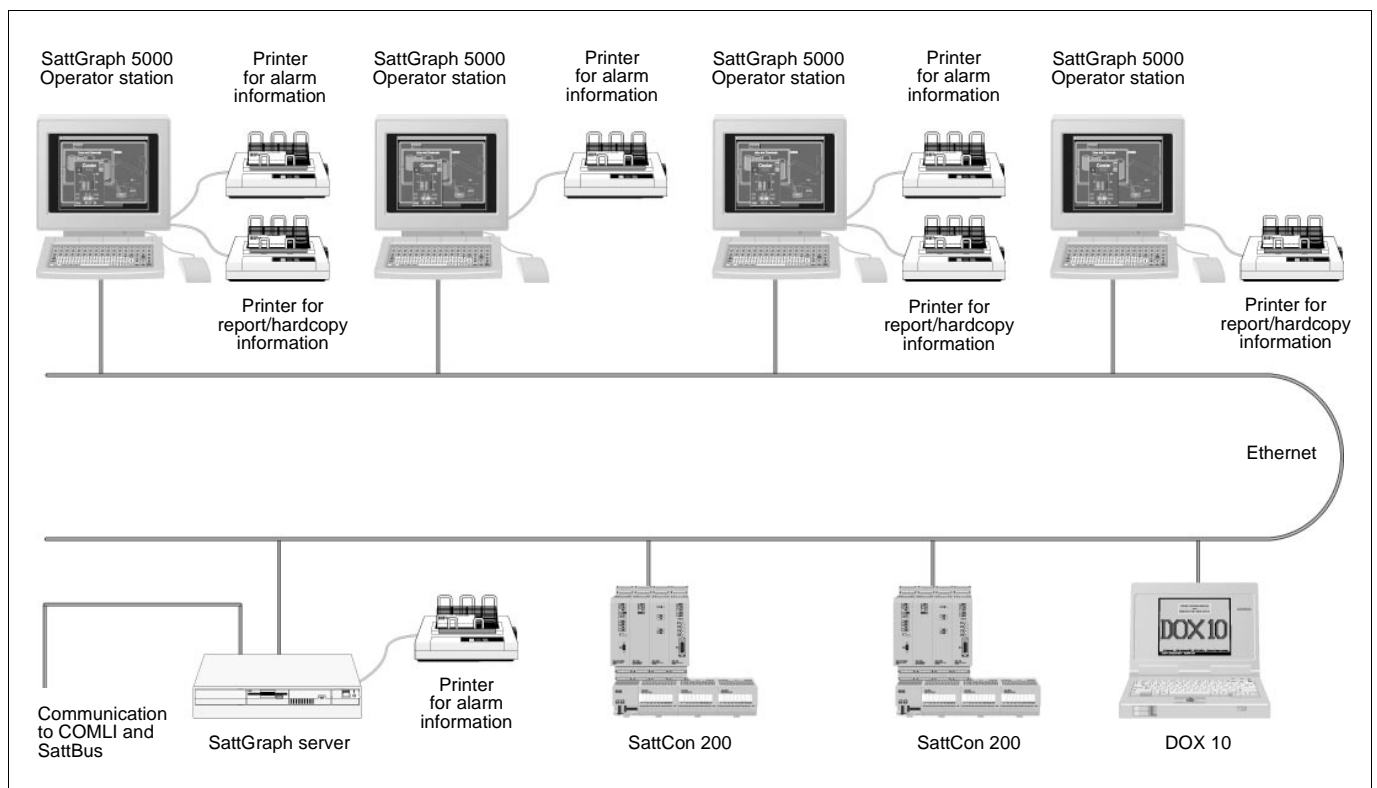 SattGraph 5000
Operator station
Printer
for alarm
information
SattGraph 5000
Operator station
Printer
for alarm
information
SattGraph 5000
Operator station
Printer
for alarm
information
SattGraph 5000
Operator station
Printer for
report/hardcopy
information
Printer for
report/hardcopy
information
Printer for
report/hardcopy
information
Ethernet
Communication
to COMLI and
SattBus
SattGraph server
Printer
for alarm
information
SattCon 200
SattCon 200
DOX10
DOX 10